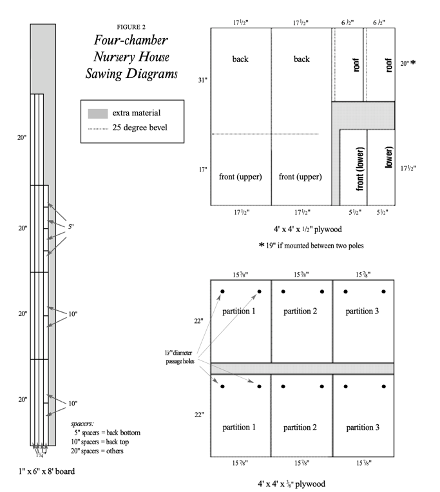 FIGURE 2
Four-chamber
Nursery House
Sawing Diagrams
extra material
25 degree bevel
20"
20"
20"
20"
5"
10"
10"
spacers:
5" spacers = back bottom
10" spacers = back top
20" spacers = others
1" x 6" x 8' board
17½" 17½" 6½" 6½"
31"
back back roof roof
20" *
17"
front (upper) front (upper) front (lower) lower)
17½"
17½" 17½" 5½" 5½"
4' x 4' x ½" plywood
* 19" if mounted between two poles
15⅞" 15⅞" 15⅞"
22"
partition 1 partition 2 partition 3
diameter
passage holes
22"
partition 1 partition 2 partition 3
15⅞" 15⅞" 15⅞"
4' x 4' x ⅜" plywood